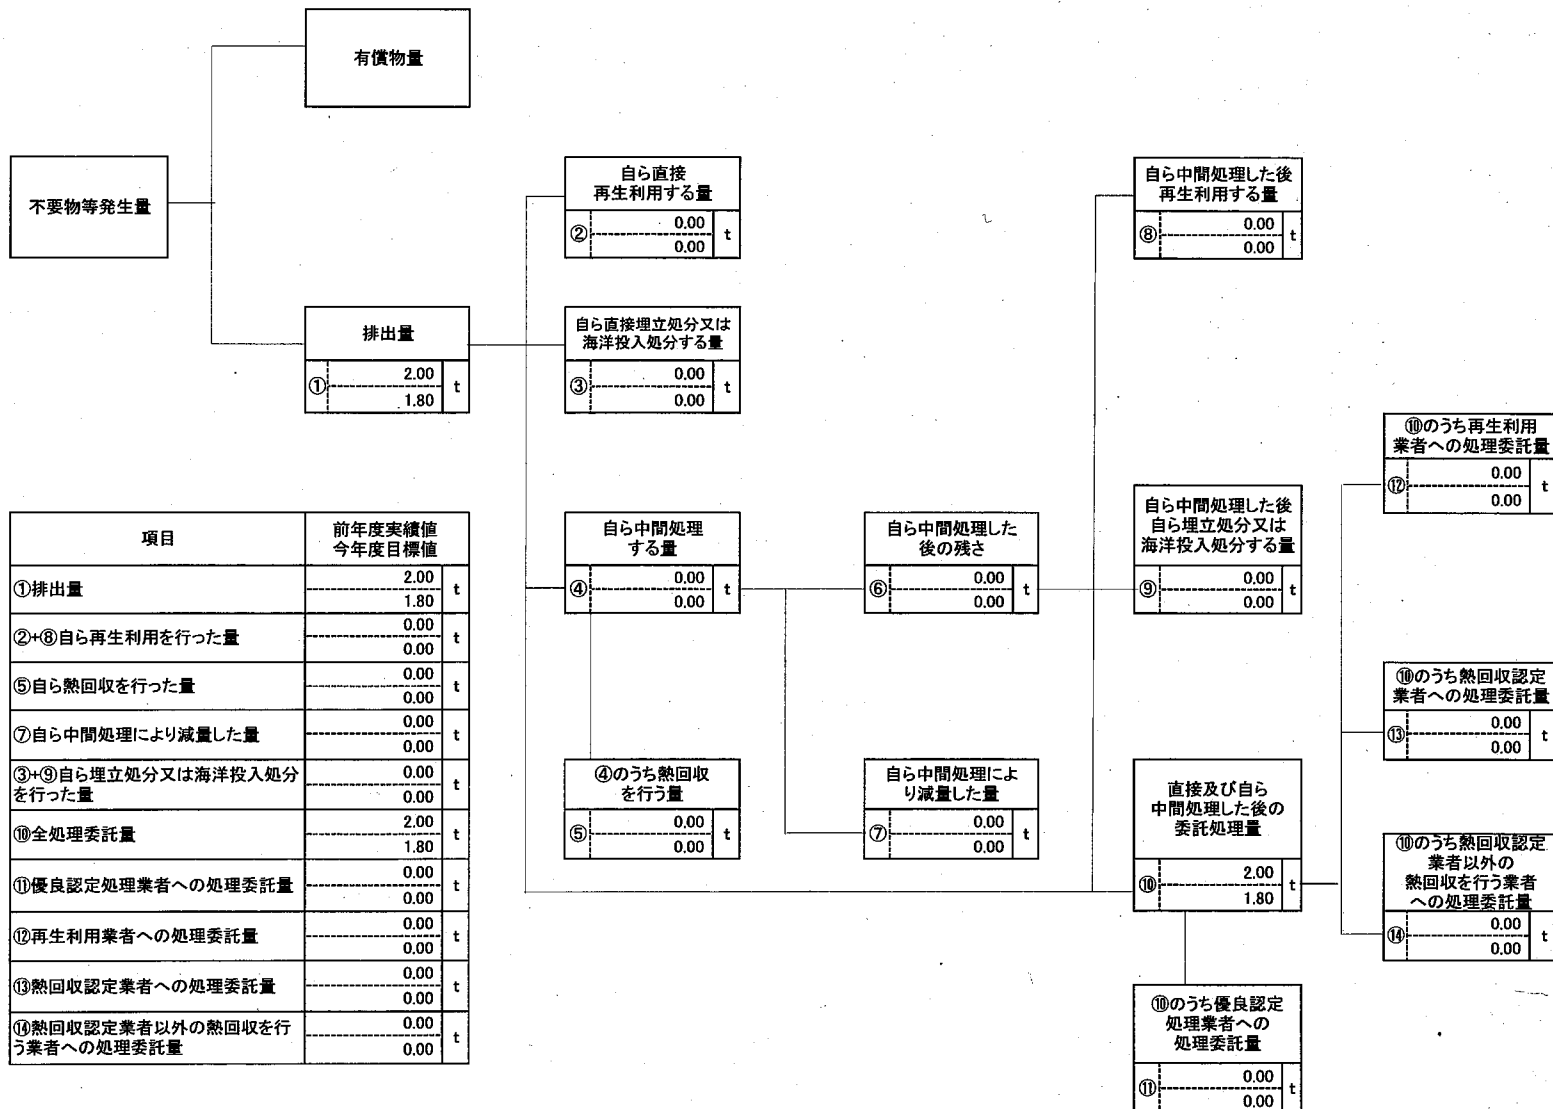 有償物量
不要物等発生量
自ら直接
再生利用する量
② 0.00 t
0.00
自ら中間処理した後
再生利用する量
⑧ 0.00 t
0.00
排出量
① 2.00 t
1.80
自ら直接埋立処分又は
海洋投入処分する量
③ 0.00 t
0.00
⑩のうち再生利用
業者への処理委託量
⑫ 0.00 t
0.00
自ら中間処理
する量
④ 0.00 t
0.00
自ら中間処理した
後の残さ
⑥ 0.00 t
0.00
自ら中間処理した後
自ら埋立処分又は
海洋投入処分する量
⑨ 0.00 t
0.00
⑩のうち熱回収認定
業者への処理委託量
⑬ 0.00 t
0.00
④のうち熱回収
を行う量
⑤ 0.00 t
0.00
自ら中間処理によ
り減量した量
⑦ 0.00 t
0.00
直接及び自ら
中間処理した後の
委託処理量
⑩ 2.00 t
1.80
⑩のうち熱回収認定
業者以外の
熱回収を行う業者
への処理委託量
⑭ 0.00 t
0.00
⑩のうち優良認定
処理業者への
処理委託量
⑪ 0.00 t
0.00
項目 前年度実績値
今年度目標値
①排出量 2.00 t
1.80
②+⑧自ら再生利用を行った量 0.00 t
0.00
⑤自ら熱回収を行った量 0.00 t
0.00
⑦自ら中間処理により減量した量 0.00 t
0.00
③+⑨自ら埋立処分又は海洋投入処分 0.00 t
を行った量 0.00
⑩全処理委託量 2.00 t
1.80
⑪優良認定処理業者への処理委託量 0.00 t
0.00
⑫再生利用業者への処理委託量 0.00 t
0.00
⑬熱回収認定業者への処理委託量 0.00 t
0.00
⑭熱回収認定業者以外の熱回収を行 0.00 t
う業者への処理委託量 0.00